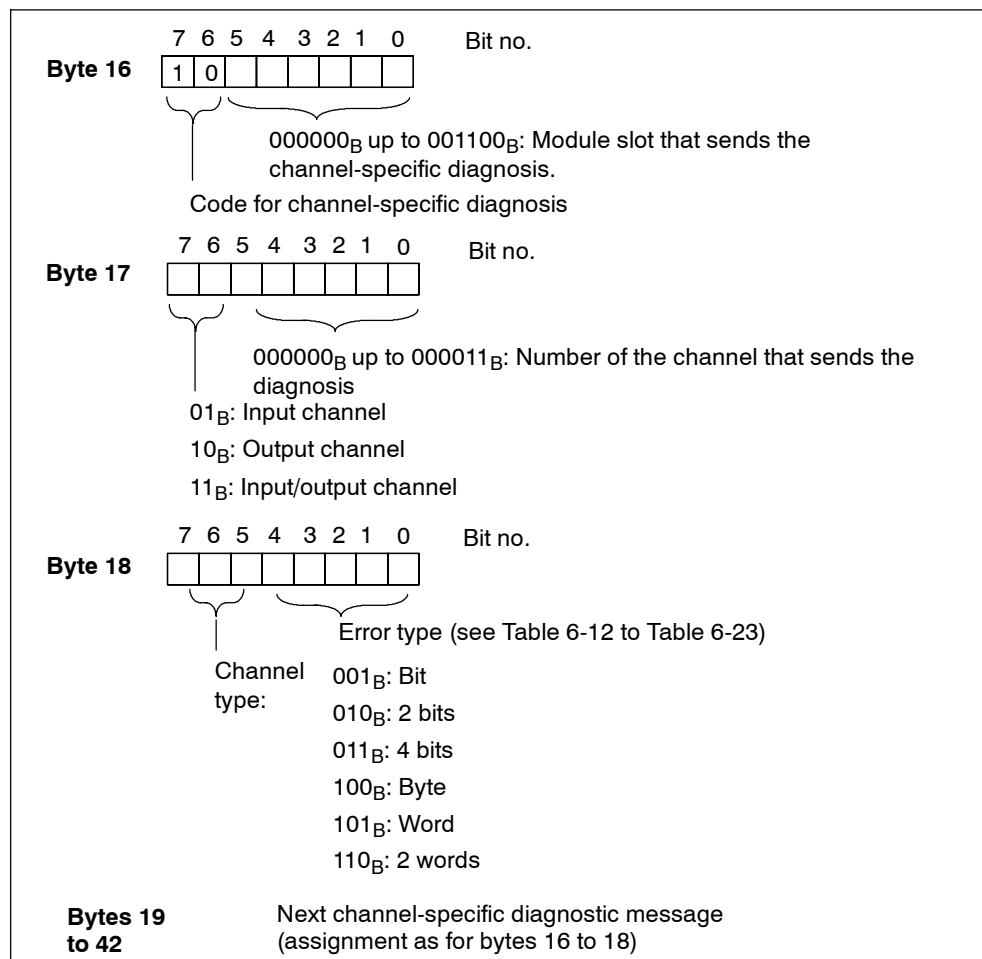 7 6 5 4 3 2 1 0 Bit no.
Byte 16 1 0
000000B up to 001100B: Module slot that sends the
channel-specific diagnosis.
Code for channel-specific diagnosis
7 6 5 4 3 2 1 0 Bit no.
Byte 17
000000B up to 000011B: Number of the channel that sends the
diagnosis
01B: Input channel
10B: Output channel
11B: Input/output channel
7 6 5 4 3 2 1 0 Bit no.
Byte 18
Error type (see Table 6-12 to Table 6-23)
Channel
type:
001B: Bit
010B: 2 bits
011B: 4 bits
100B: Byte
101B: Word
110B: 2 words
Bytes 19
to 42
Next channel-specific diagnostic message
(assignment as for bytes 16 to 18)